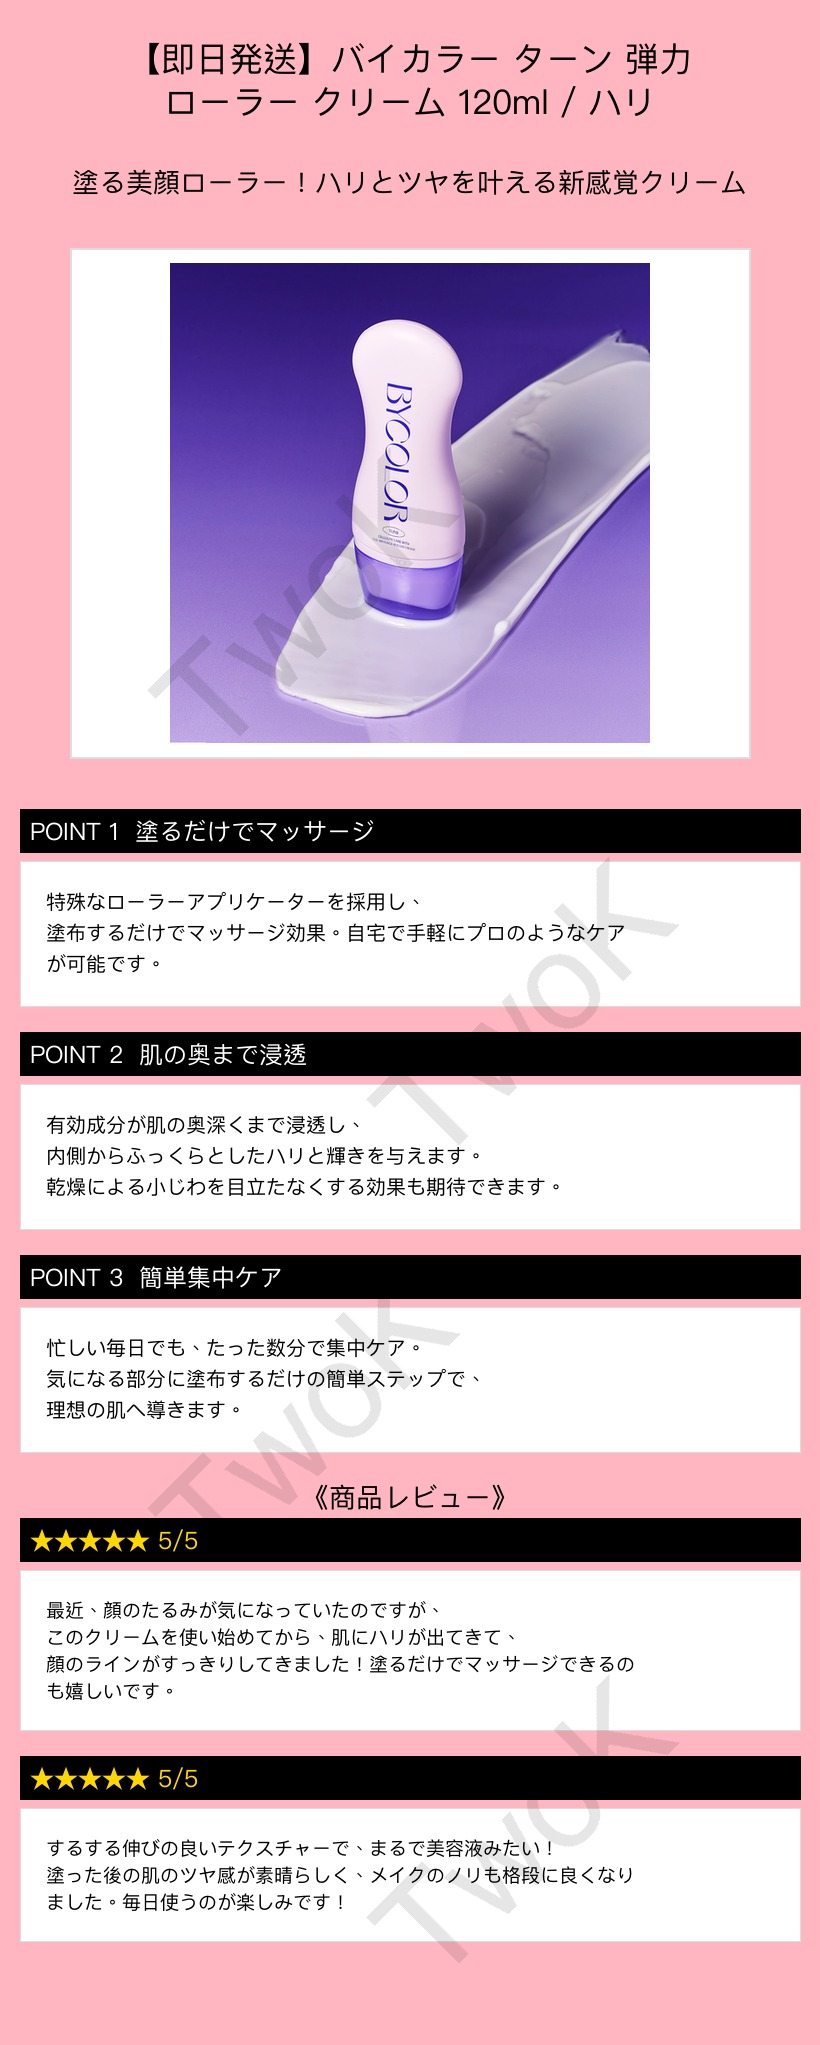 【即日発送】バイカラー ターン 弾力
ローラー クリーム 120ml / ハリ
塗る美顔ローラー！ハリとツヤを叶える新感覚クリーム
BYCOLOR
TwoK
POINT 1 塗るだけでマッサージ
特殊なローラーアプリケーターを採用し、
塗布するだけでマッサージ効果。自宅で手軽にプロのようなケア
が可能です。
TwoK
POINT 2 肌の奥まで浸透
有効成分が肌の奥深くまで浸透し、
内側からふっくらとしたハリと輝きを与えます。
乾燥による小じわを目立たなくする効果も期待できます。
POINT 3 簡単集中ケア
忙しい毎日でも、たった数分で集中ケア。
気になる部分に塗布するだけの簡単ステップで、
理想の肌へ導きます。
TwoK
《商品レビュー》
★★★★★ 5/5
最近、顔のたるみが気になっていたのですが、
このクリームを使い始めてから、肌にハリが出てきて、
顔のラインがすっきりしてきました！塗るだけでマッサージできるの
も嬉しいです。
★★★★★ 5/5
するする伸びの良いテクスチャーで、まるで美容液みたい！
塗った後の肌のツヤ感が素晴らしく、メイクのノリも格段に良くなり
ました。毎日使うのが楽しみです！
TwoK